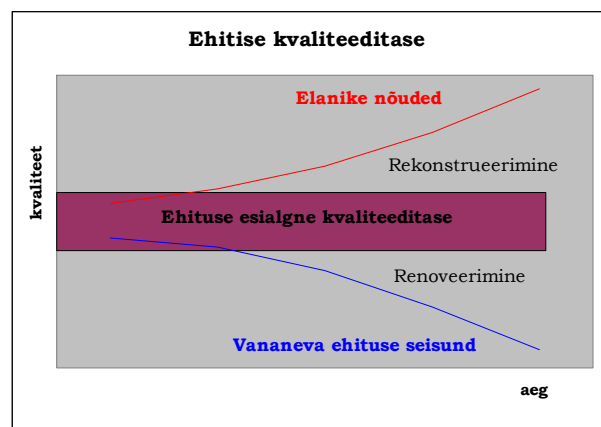 Ehitise kvaliteeditase
Elanike nõuded
Rekonstrueerimine
kvaliteet
Ehituse esialgne kvaliteeditase
Renoveerimine
Vananeva ehituse seisund
aeg